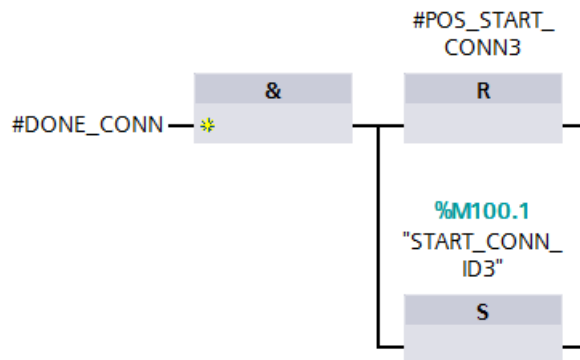 #POS_START_
CONN3
& R
#DONE_CONN
%M100.1
"START_CONN_
ID3"
S